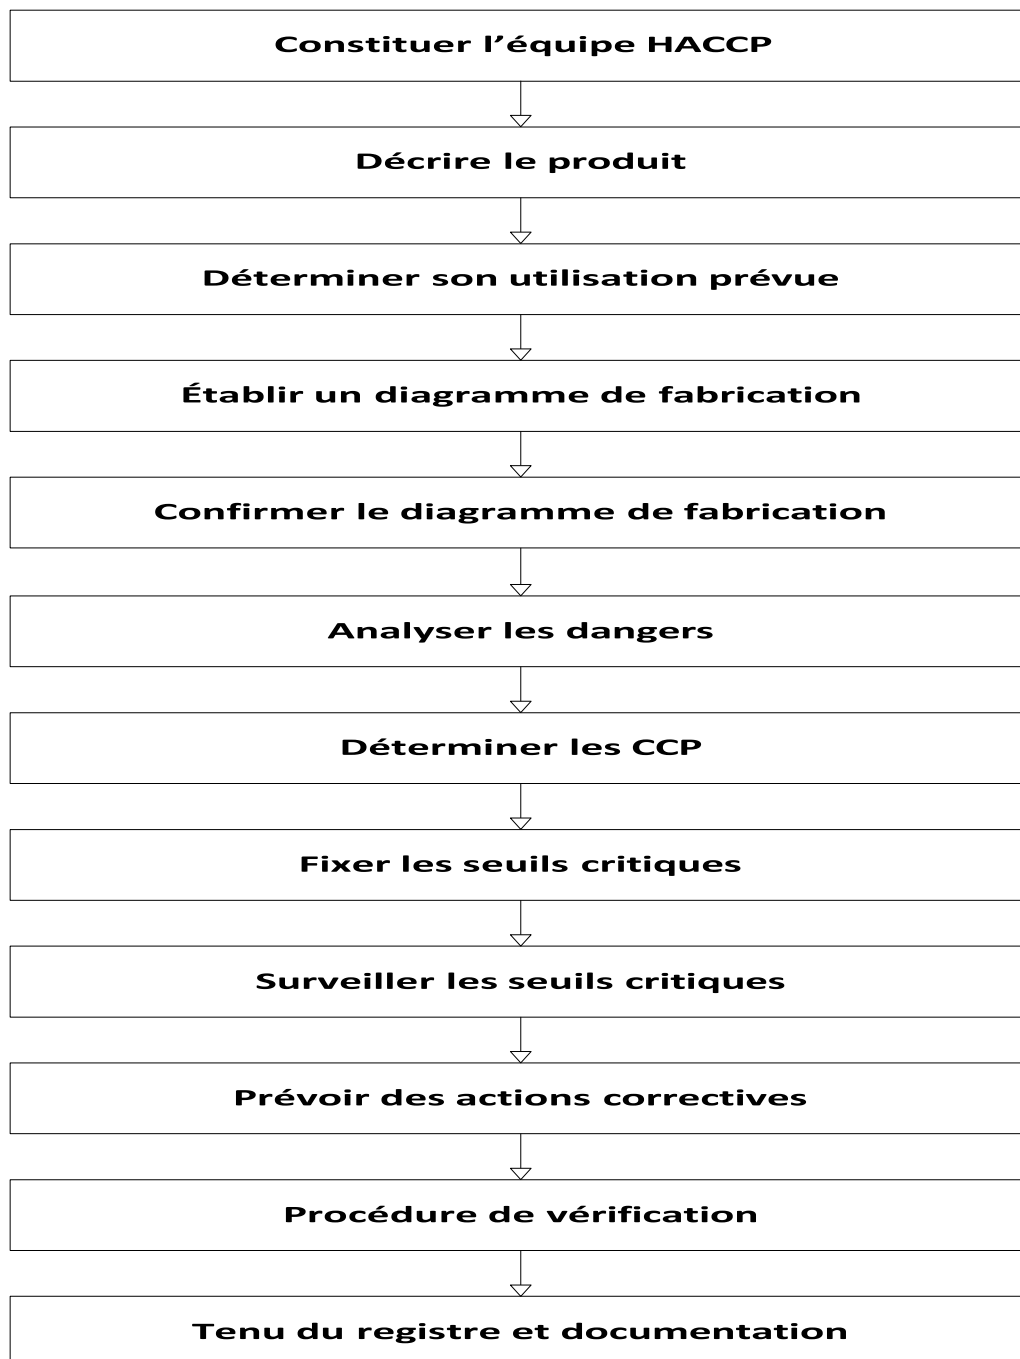 Constituer l’équipe HACCP
Décrire le produit
Déterminer son utilisation prévue
Établir un diagramme de fabrication
Confirmer le diagramme de fabrication
Analyser les dangers
Déterminer les CCP
Fixer les seuils critiques
Surveiller les seuils critiques
Prévoir des actions correctives
Procédure de vérification
Tenu du registre et documentation